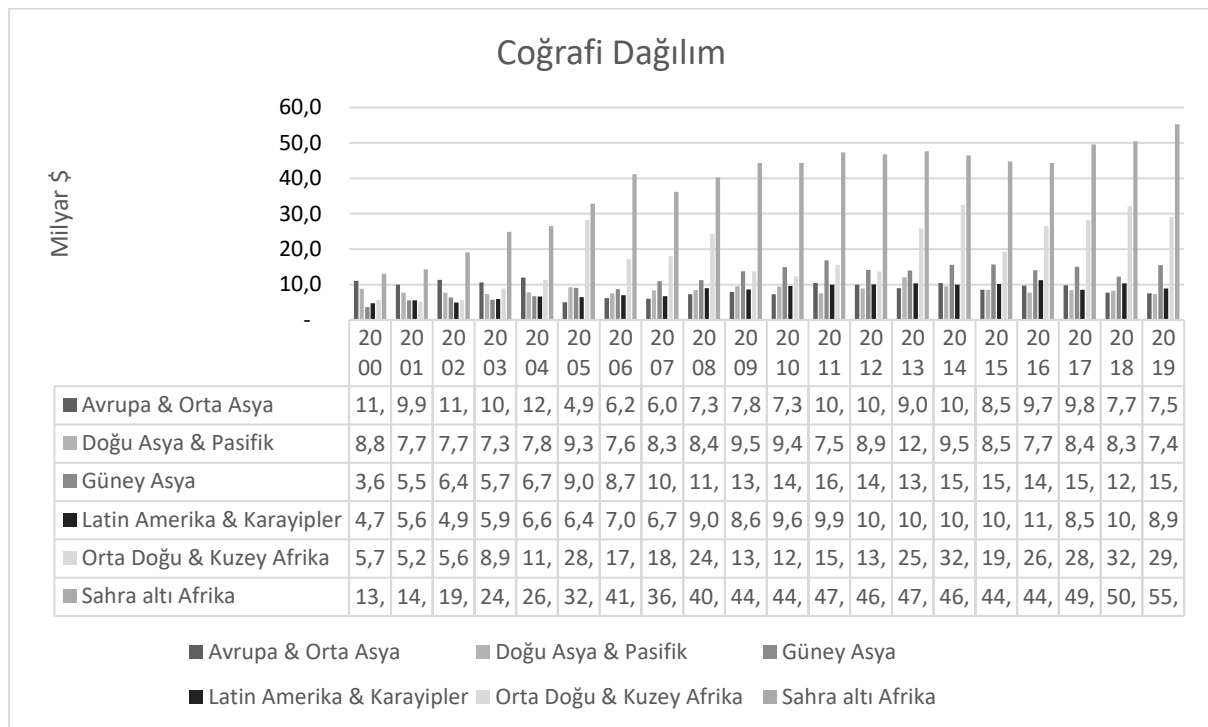 Coğrafi Dağılım
Milyar $
60,0
50,0
40,0
30,0
20,0
10,0
-
20 20 20 20 20 20 20 20 20 20 20 20 20 20 20 20 20 20 20 20
00 01 02 03 04 05 06 07 08 09 10 11 12 13 14 15 16 17 18 19
Avrupa & Orta Asya 11, 9,9 11, 10, 12, 4,9 6,2 6,0 7,3 7,8 7,3 10, 10, 9,0 10, 8,5 9,7 9,8 7,7 7,5
Doğu Asya & Pasifik 8,8 7,7 7,7 7,3 7,8 9,3 7,6 8,3 8,4 9,5 9,4 7,5 8,9 12, 9,5 8,5 7,7 8,4 8,3 7,4
Güney Asya 3,6 5,5 6,4 5,7 6,7 9,0 8,7 10, 11, 13, 14, 16, 14, 13, 15, 15, 14, 15, 12, 15,
Latin Amerika & Karayipler 4,7 5,6 4,9 5,9 6,6 6,4 7,0 6,7 9,0 8,6 9,6 9,9 10, 10, 10, 10, 11, 8,5 10, 8,9
Orta Doğu & Kuzey Afrika 5,7 5,2 5,6 8,9 11, 28, 17, 18, 24, 13, 12, 15, 13, 25, 32, 19, 26, 28, 32, 29,
Sahra altı Afrika 13, 14, 19, 24, 26, 32, 41, 36, 40, 44, 44, 47, 46, 47, 46, 44, 44, 49, 50, 55,
Avrupa & Orta Asya Doğu Asya & Pasifik Güney Asya
Latin Amerika & Karayipler Orta Doğu & Kuzey Afrika Sahra altı Afrika